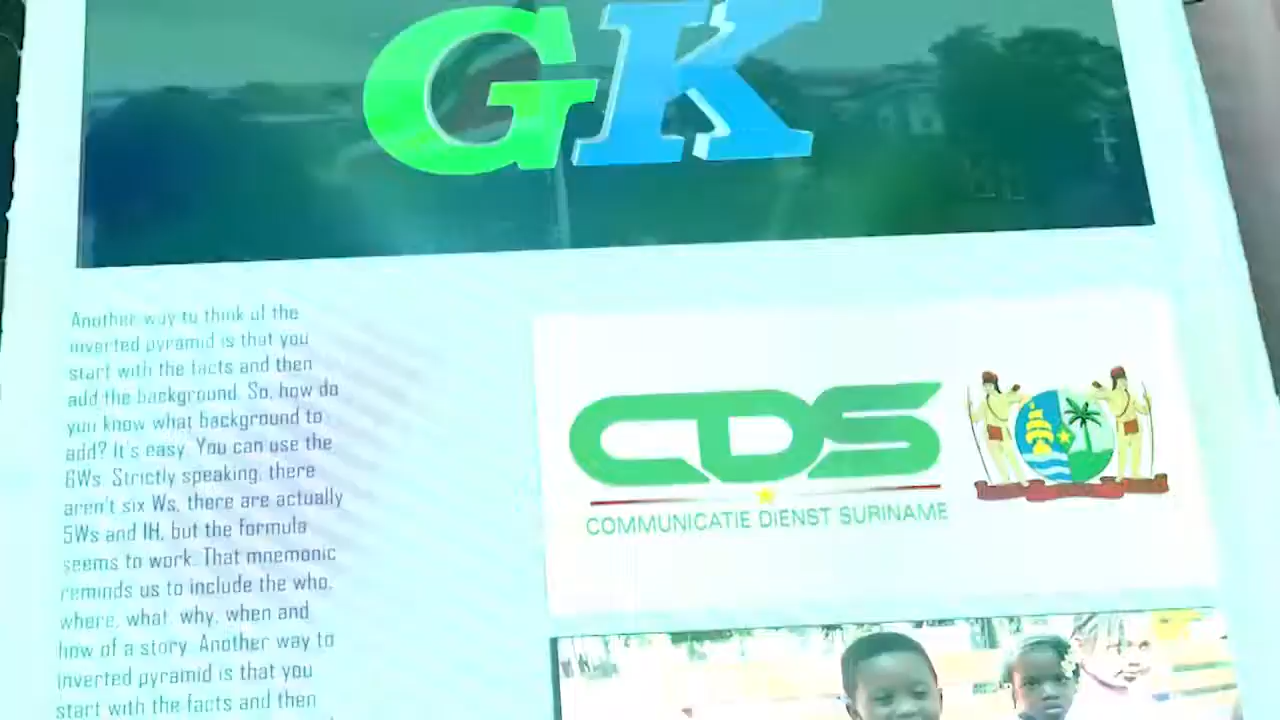 GK
Another way to think of the
inverted pyramid is that you
start with the facts and then
add the background. So, how do
you know what background to
add? It's easy. You can use the
6Ws. Strictly speaking, there
aren't six Ws, there are actually
5Ws and IH, but the formula
seems to work. That mnemonic
reminds us to include the who,
where, what, why, when and
how of a story. Another way to
inverted pyramid is that you
start with the facts and then
CDS
COMMUNICATIE DIENST SURINAME